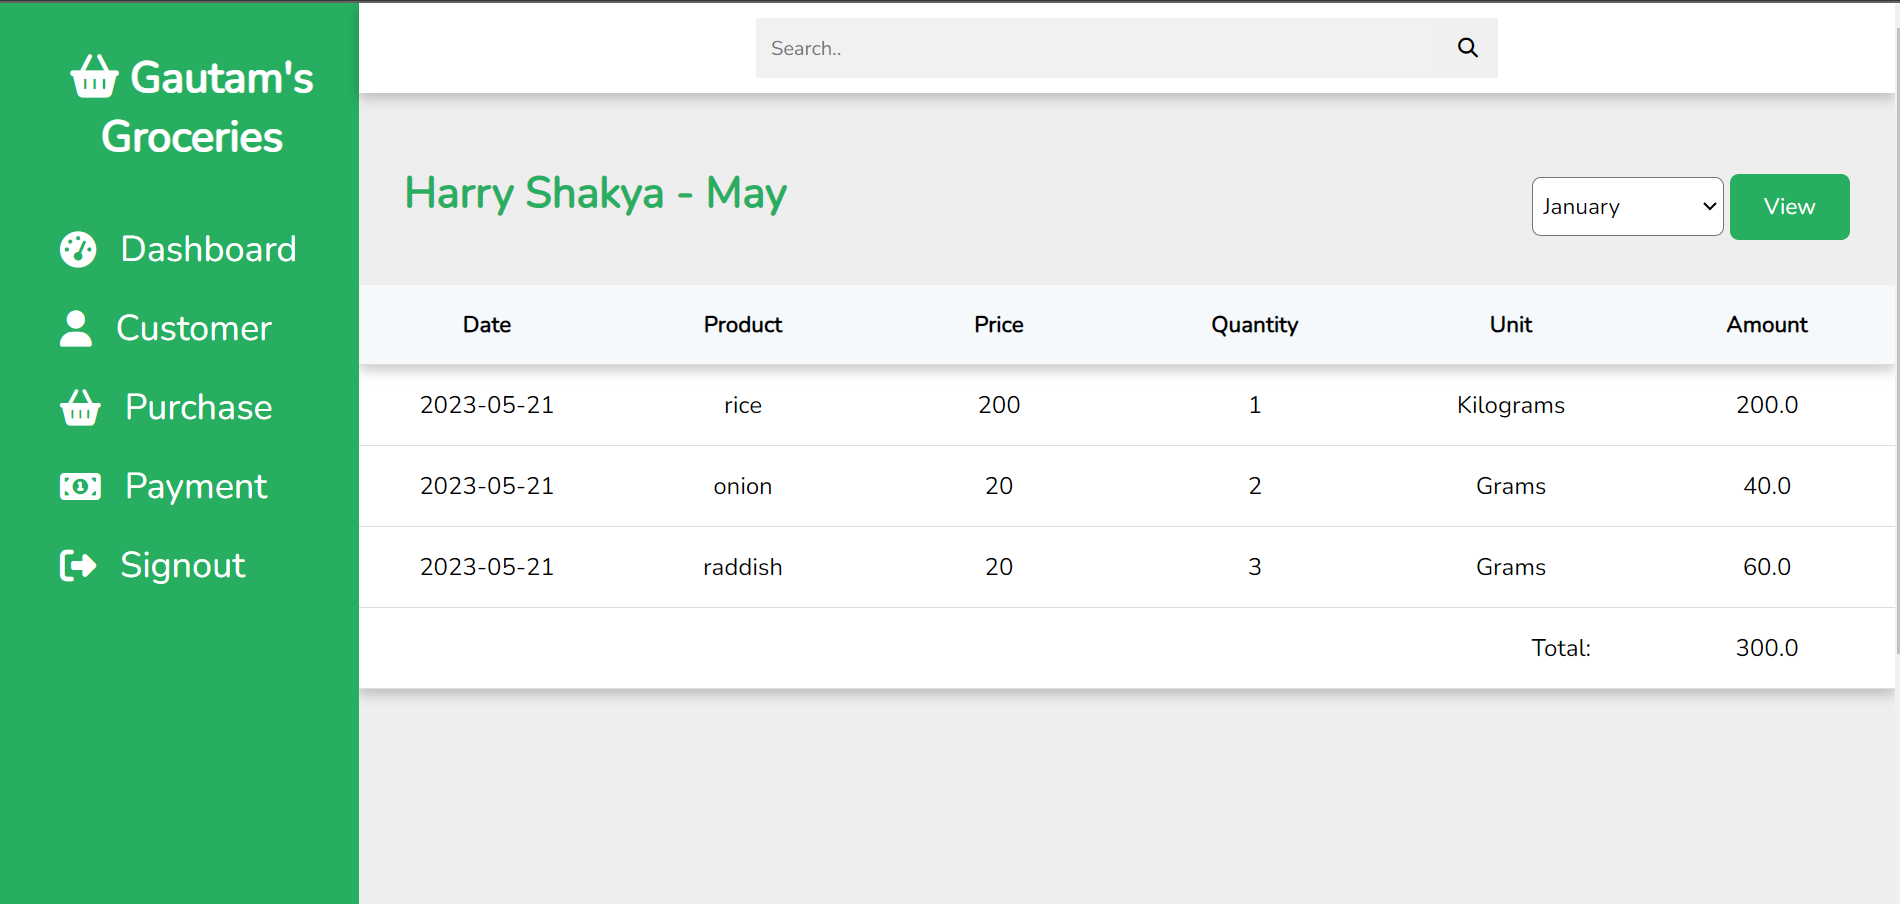 Gautam's
Groceries
Dashboard
Customer
Purchase
Payment
Signout
Search..
Harry Shakya - May
January
View
Date Product Price Quantity Unit Amount
2023-05-21 rice 200 1 Kilograms 200.0
2023-05-21 onion 20 2 Grams 40.0
2023-05-21 raddish 20 3 Grams 60.0
Total: 300.0